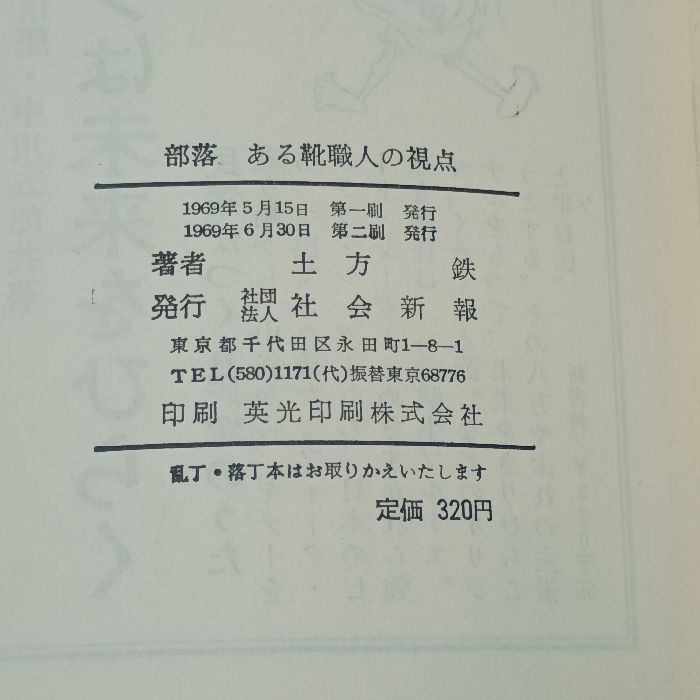 部落 ある靴職人の視点
1969年5月15日 第一刷 発行
1969年6月30日 第二刷 発行
著者 土方 鉄
発行 社団法人 社会新報
東京都千代田区永田町1―8―1
TEL(580)1171(代)振替東京68776
印刷 英光印刷株式会社
乱丁・落丁本はお取りかえいたします
定価 320円